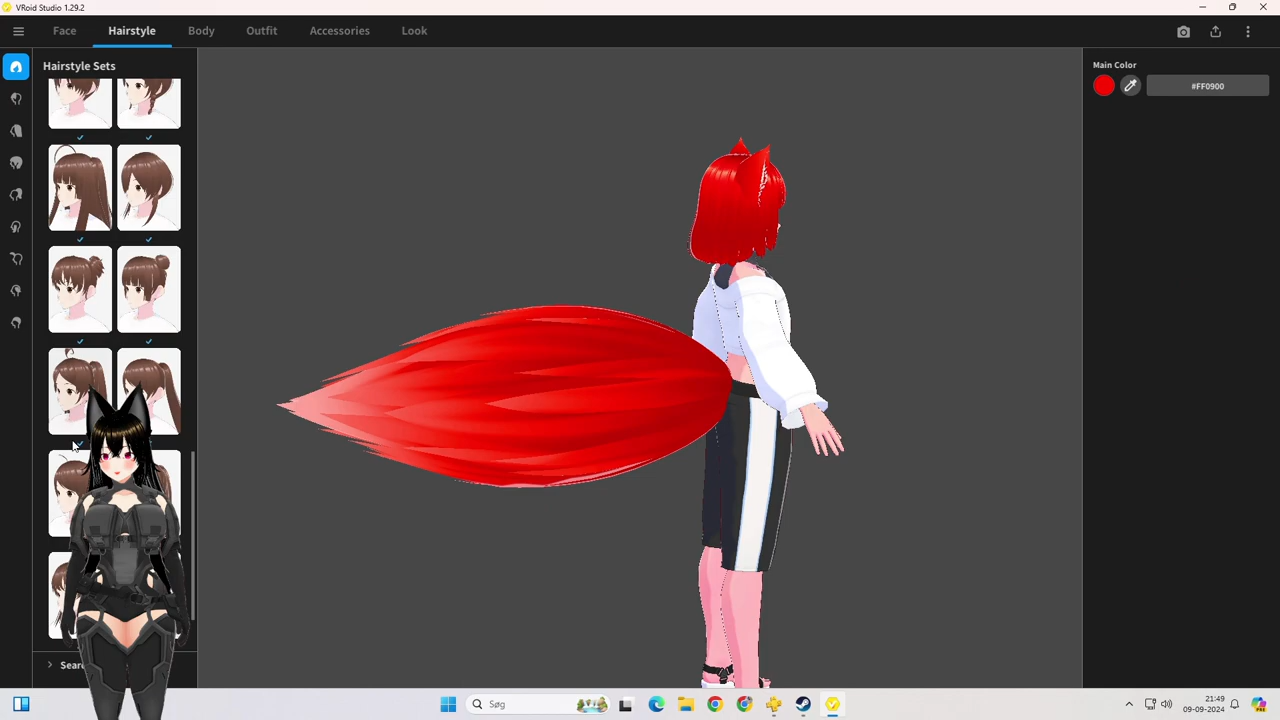 VRoid Studio 1.29.2
Face
Hairstyle
Body
Outfit
Accessories
Look
Hairstyle Sets
Main Color
#FF0900
Sear
Søg
21:49
09-09-2024